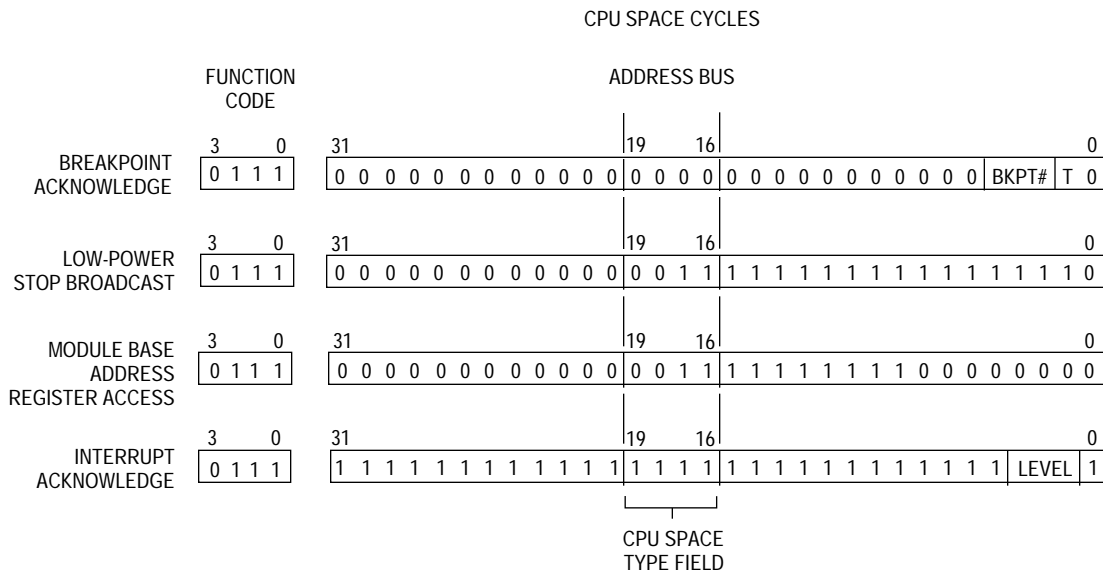 CPU SPACE CYCLES
FUNCTION
CODE
ADDRESS BUS
3 0 31 19 16 0
BREAKPOINT
ACKNOWLEDGE
0 1 1 1
0 0 0 0 0 0 0 0 0 0 0 0 0 0 0 0 0 0 0 0 0 0 0 0 0 0 0 BKPT# T 0
3 0 31 19 16 0
LOW-POWER
STOP BROADCAST
0 1 1 1
0 0 0 0 0 0 0 0 0 0 0 0 0 0 1 1 1 1 1 1 1 1 1 1 1 1 1 1 1 1 1 0
3 0 31 19 16 0
MODULE BASE
ADDRESS
REGISTER ACCESS
0 1 1 1
0 0 0 0 0 0 0 0 0 0 0 0 0 0 1 1 1 1 1 1 1 1 1 1 0 0 0 0 0 0 0 0
3 0 31 19 16 0
INTERRUPT
ACKNOWLEDGE
0 1 1 1
1 1 1 1 1 1 1 1 1 1 1 1 1 1 1 1 1 1 1 1 1 1 1 1 1 1 1 1 LEVEL 1
CPU SPACE
TYPE FIELD